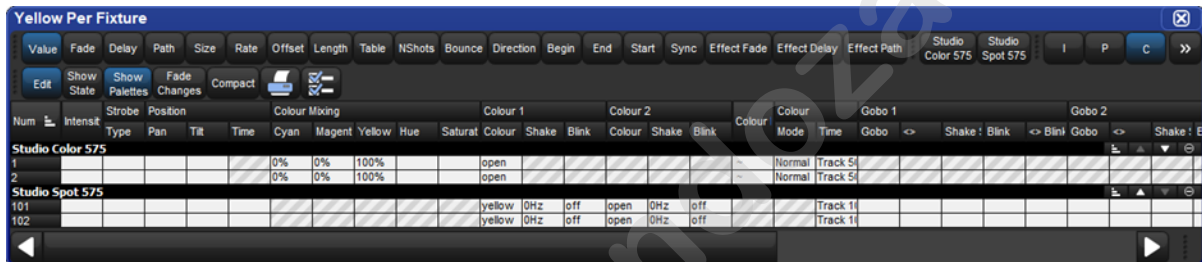 Yellow Per Fixture
Value Fade Delay Path Size Rate Offset Length Table NShots Bounce Direction Begin End Start Sync Effect Fade Effect Delay Effect Path Studio Color 575 Studio Spot 575 I P C »
Edit Show State Show Palettes Fade Changes Compact
Num Intensit Strobe Position Colour Mixing Colour 1 Colour 2 Colour Colour Gobo 1 Gobo 2
Type Pan Tilt Time Cyan Magent Yellow Hue Saturat Colour Shake Blink Colour Shake Blink Mode Time Gobo <> Shake Blink <> Blink Gobo <> Shake
Studio Color 575
1 0% 0% 100% open ~ Normal Track 5
2 0% 0% 100% open ~ Normal Track 5
Studio Spot 575
101 yellow 0Hz off open 0Hz off Track 1
102 yellow 0Hz off open 0Hz off Track 1